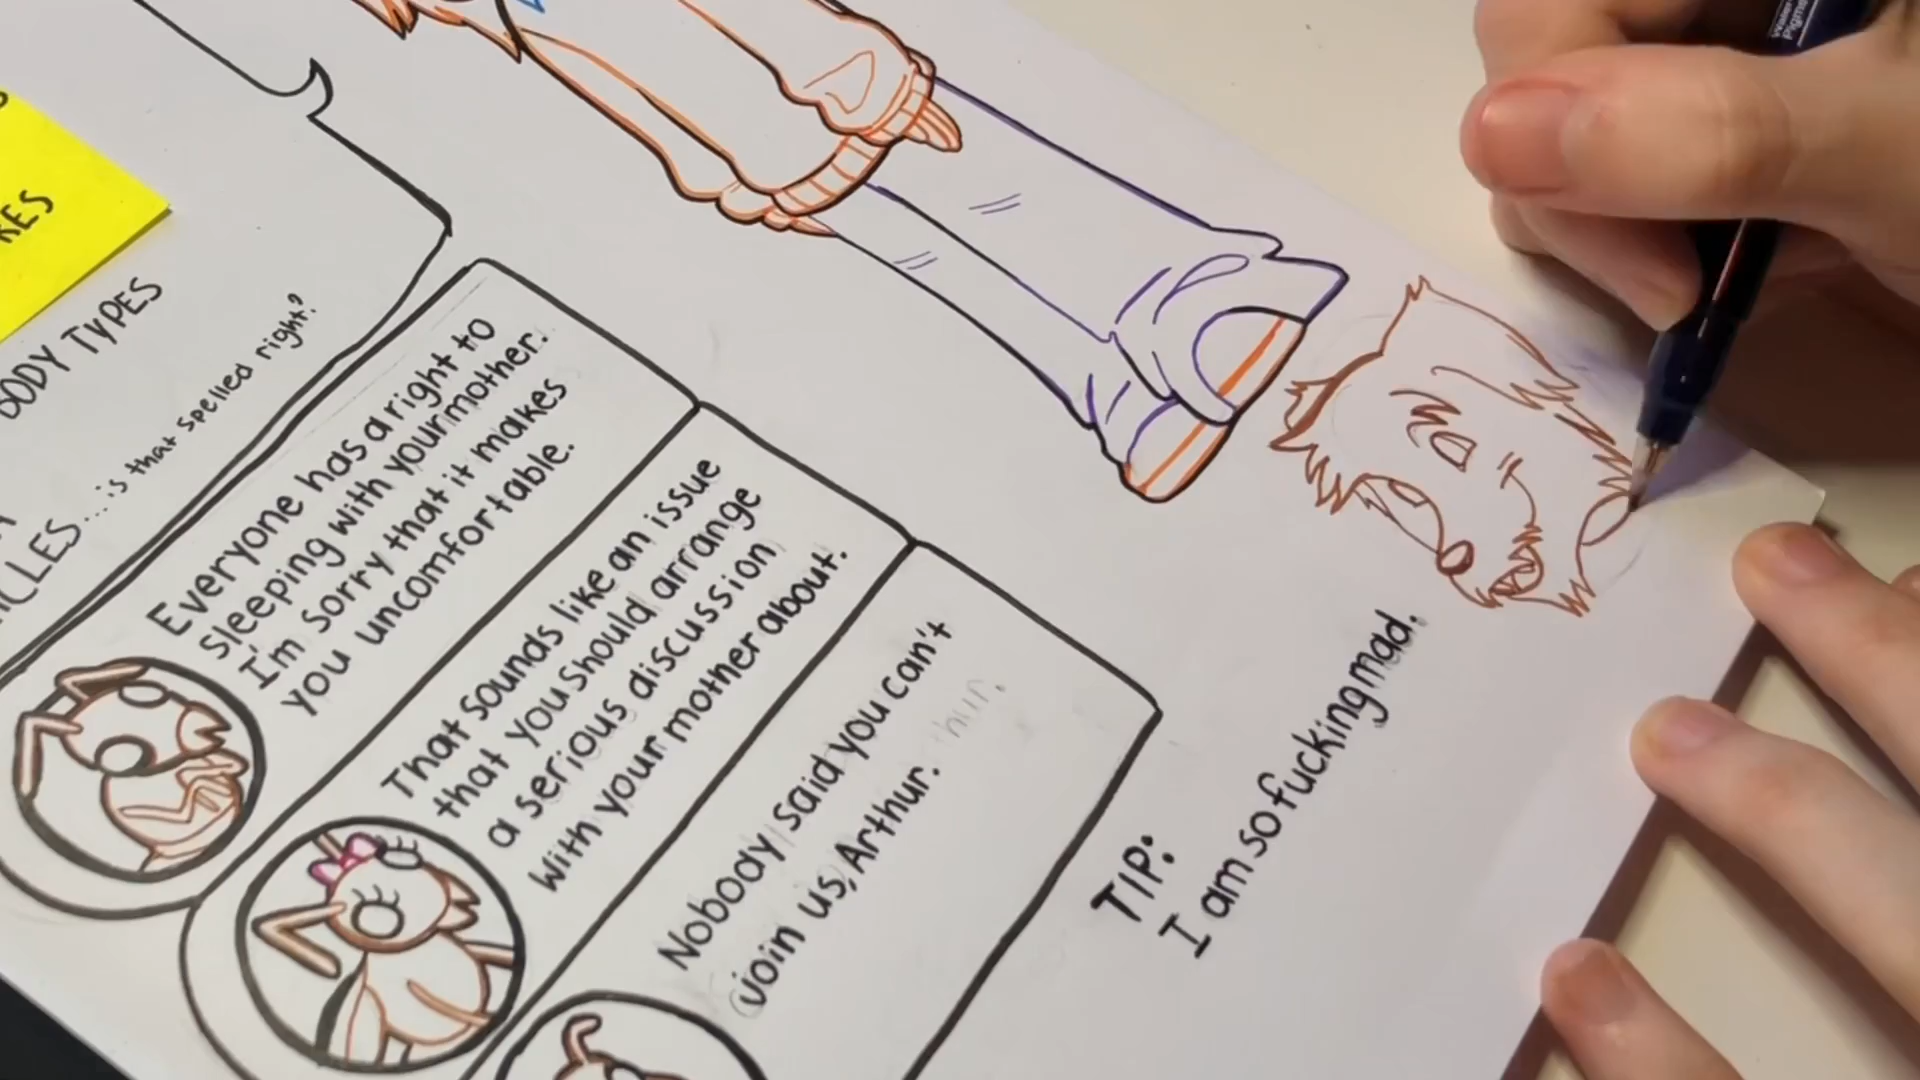 BODY TYPES
...is that spelled right?
Everyone has a right to
sleeping with your mother.
I'm sorry that it makes
you uncomfortable.
That sounds like an issue
that you should arrange
a serious discussion
with your mother about.
Nobody said you can't
join us, Arthur.
TIP:
I am so fucking mad.